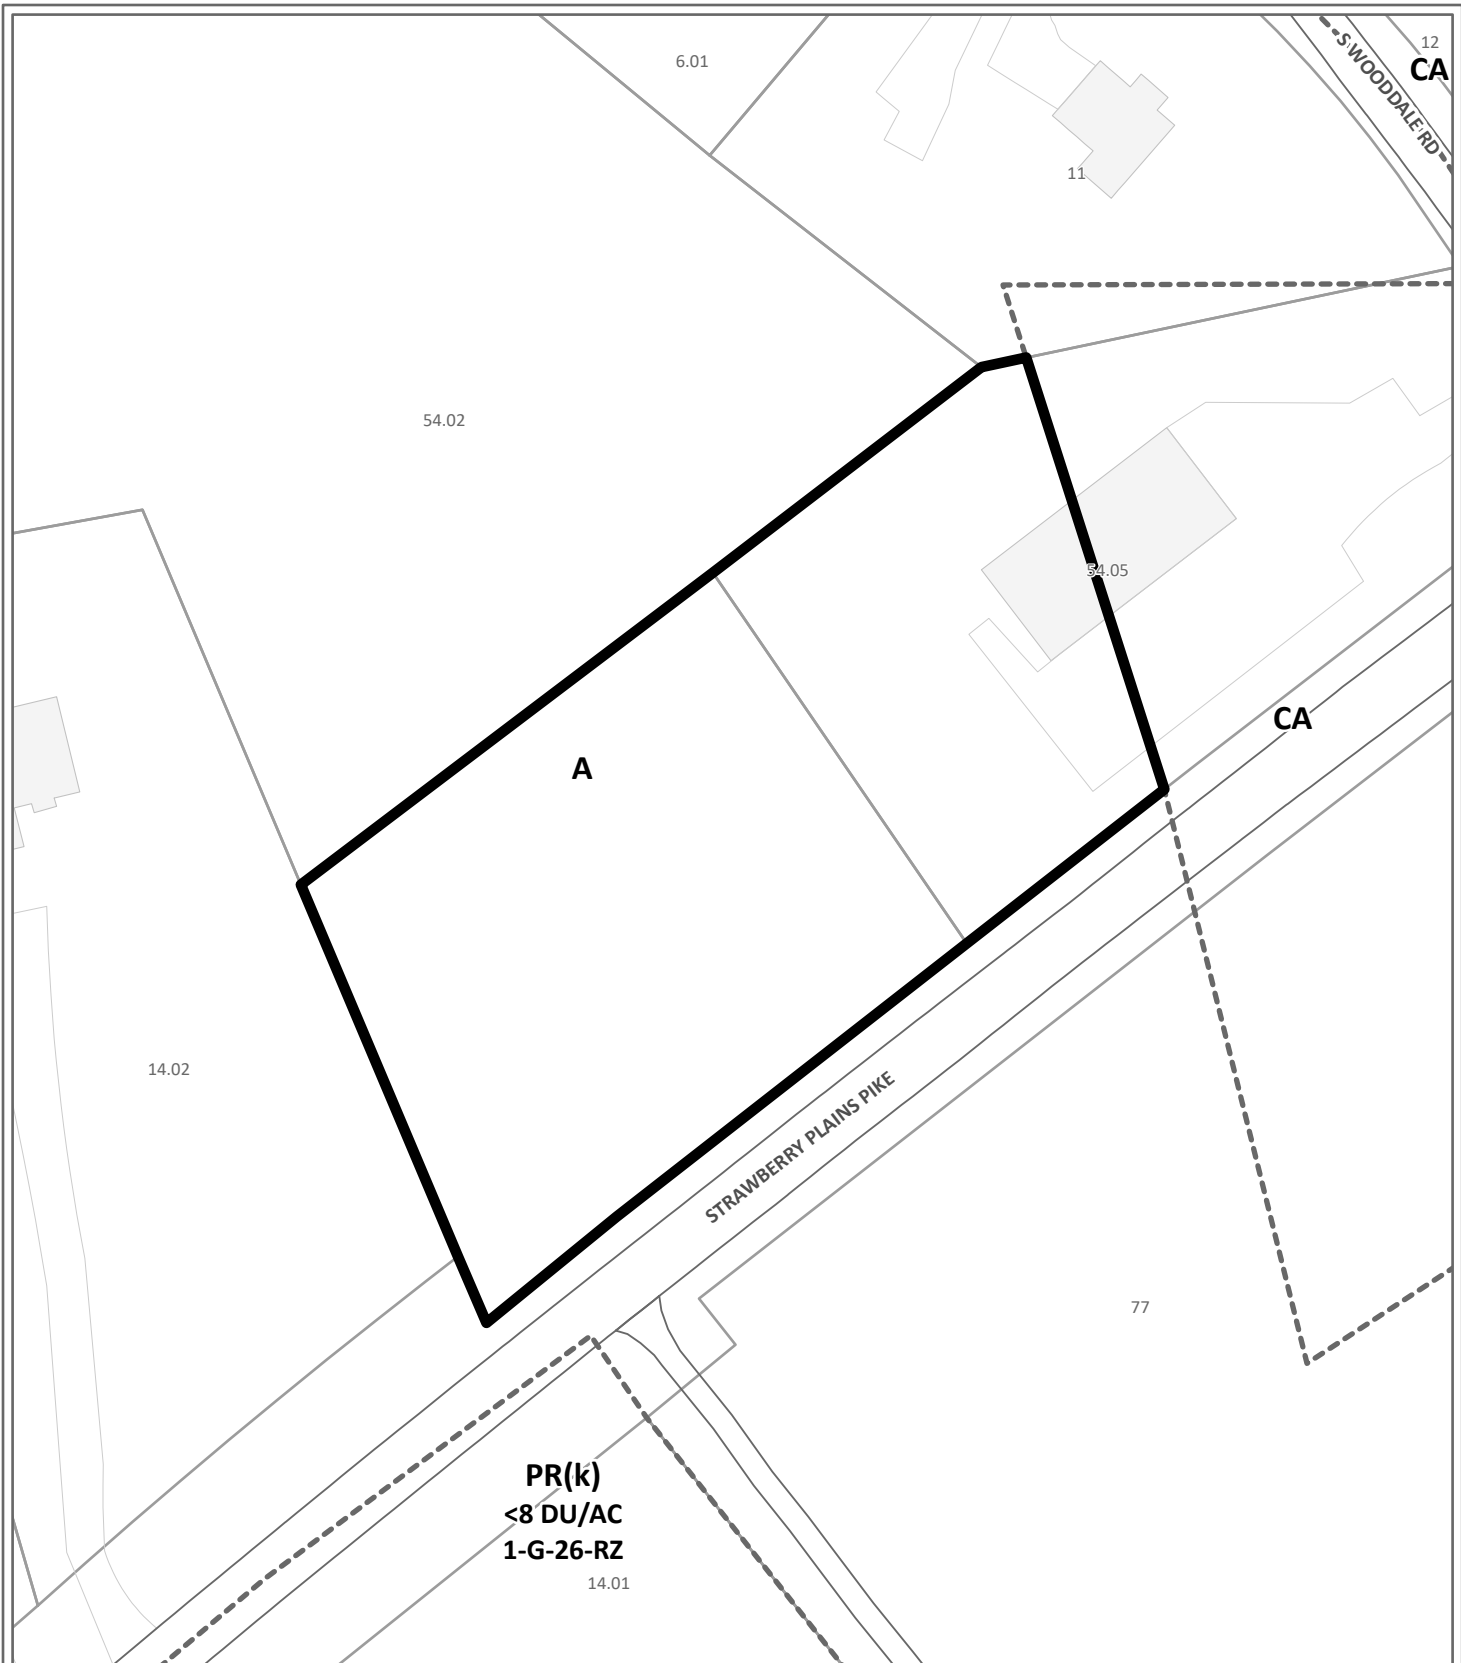 6.01
12
CA
S WOODDALE RD
11
54.02
54.05
CA
A
14.02
STRAWBERRY PLAINS PIKE
77
PR(k)
<8 DU/AC
1-G-26-RZ
14.01